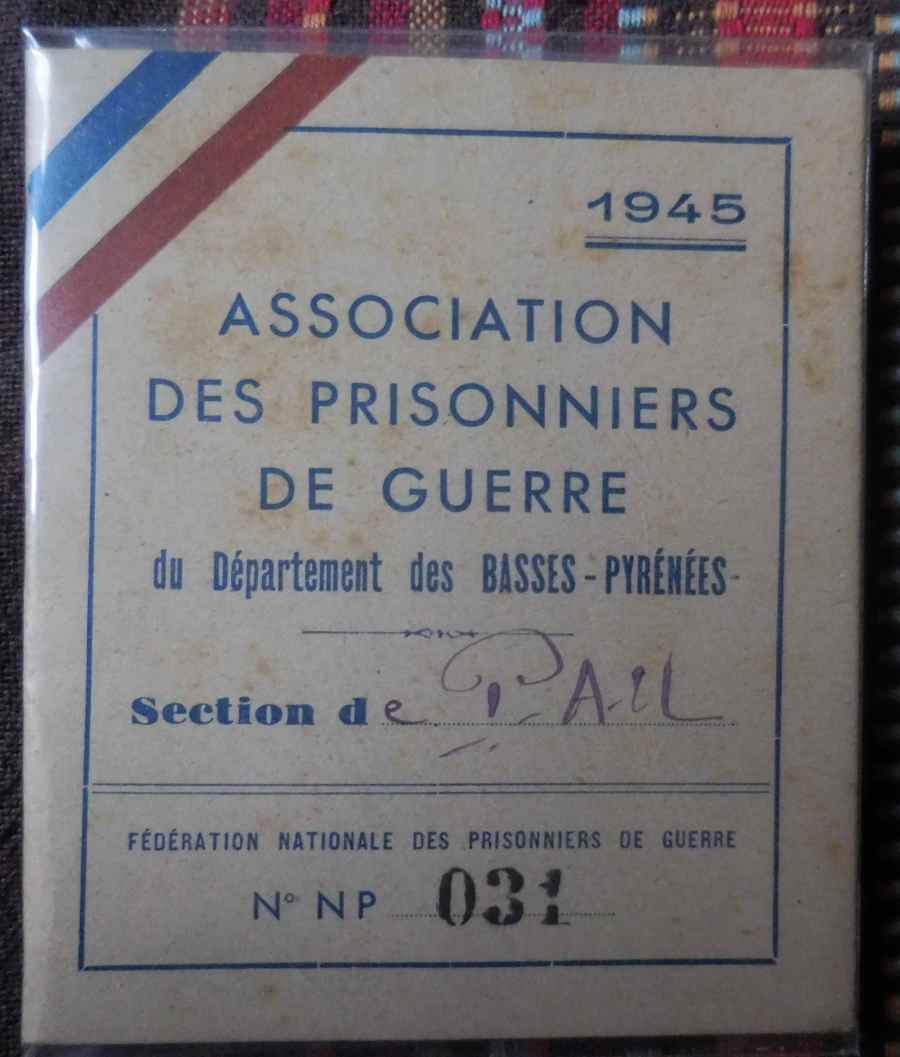 1945
ASSOCIATION
DES PRISONNIERS
DE GUERRE
du Département des BASSES-PYRÉNÉES
Section de PAU
FÉDÉRATION NATIONALE DES PRISONNIERS DE GUERRE
N° NP 031